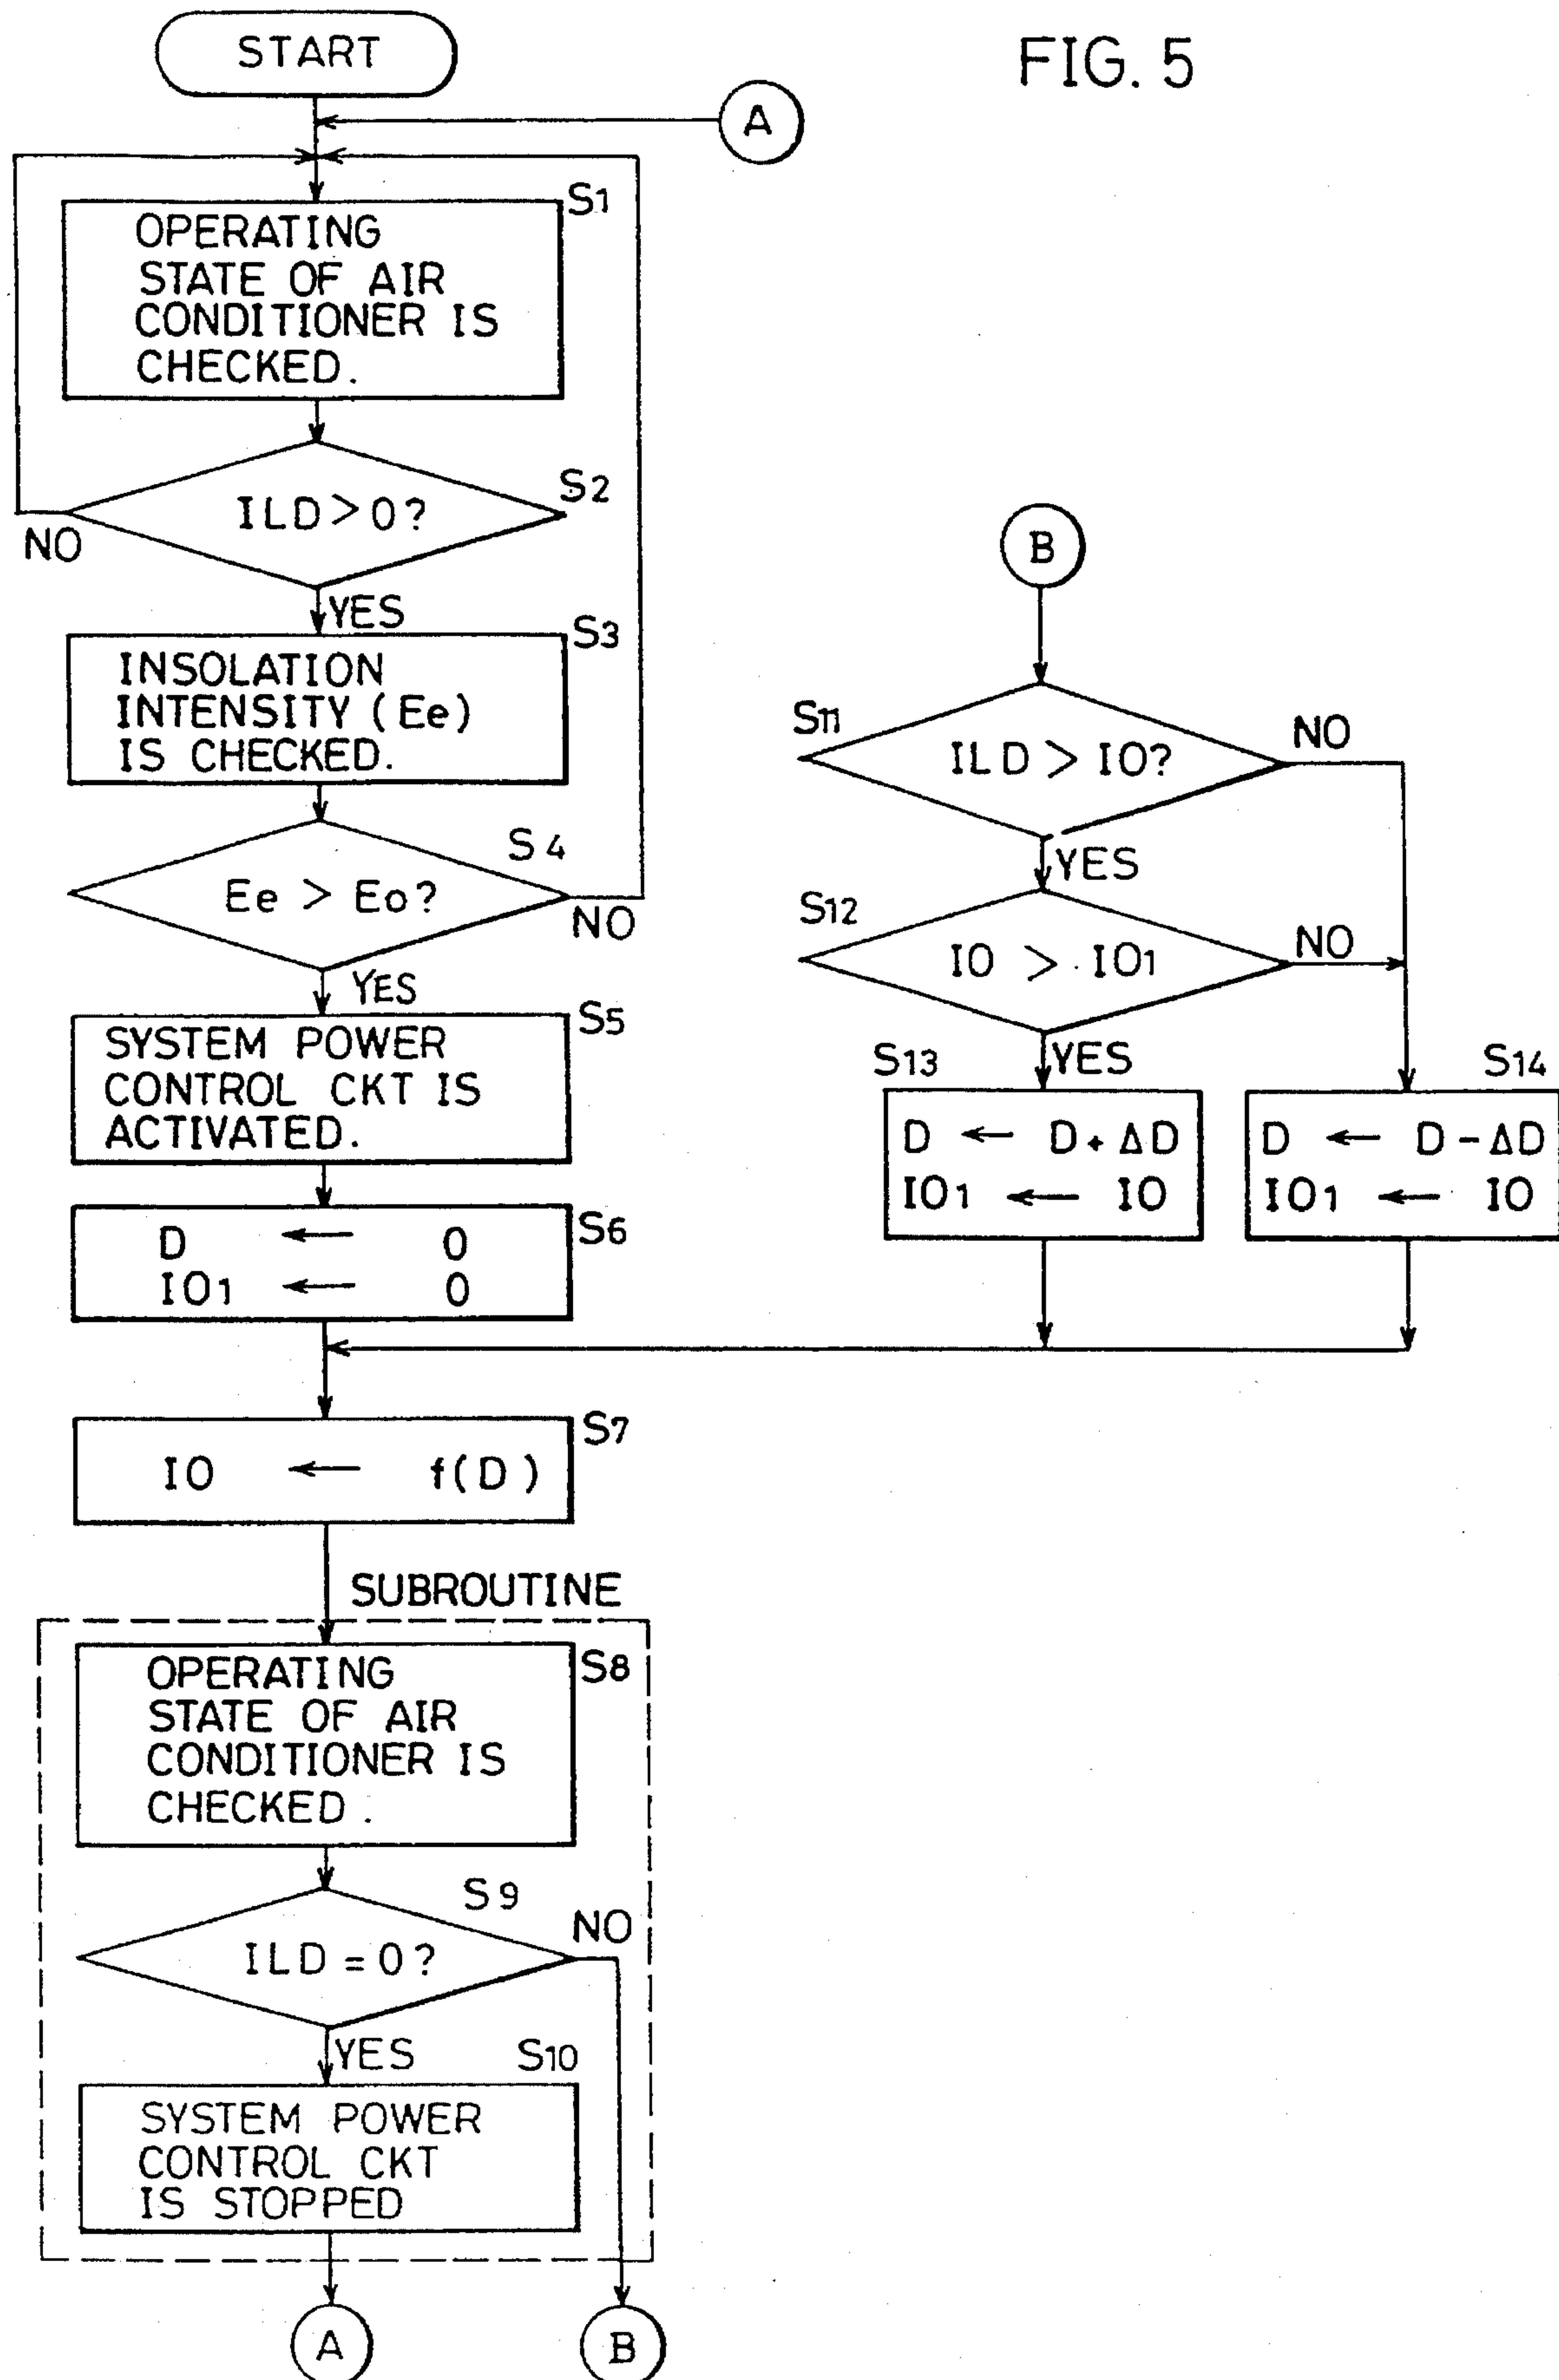 START
FIG. 5
A
S1
OPERATING
STATE OF AIR
CONDITIONER IS
CHECKED.
S2
ILD > 0?
NO
YES
S3
INSOLATION
INTENSITY (Ee)
IS CHECKED.
S4
Ee > Eo?
NO
YES
S5
SYSTEM POWER
CONTROL CKT IS
ACTIVATED.
S6
D ← 0
IO1 ← 0
S7
IO ← f(D)
SUBROUTINE
S8
OPERATING
STATE OF AIR
CONDITIONER IS
CHECKED.
S9
ILD = 0?
NO
YES
S10
SYSTEM POWER
CONTROL CKT
IS STOPPED
A
B
B
S11
ILD > IO?
NO
YES
S12
IO > IO1
NO
YES
S13
D ← D + ΔD
IO1 ← IO
S14
D ← D - ΔD
IO1 ← IO